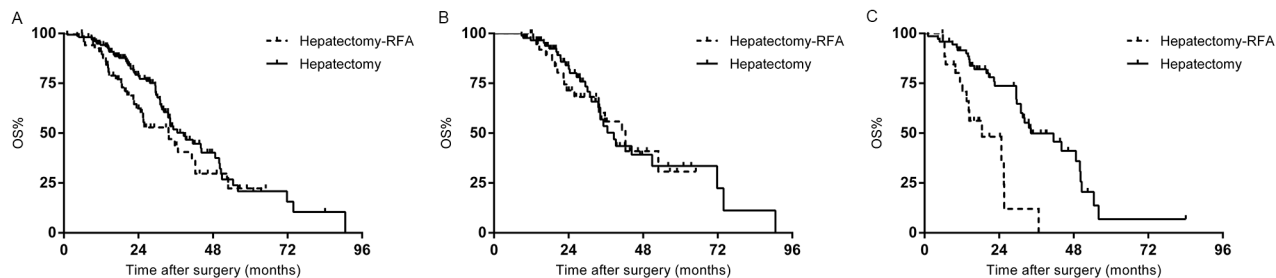 A
OS%
100
75
50
25
0
Hepatectomy-RFA
Hepatectomy
0 24 48 72 96
Time after surgery (months)
B
OS%
100
75
50
25
0
Hepatectomy-RFA
Hepatectomy
0 24 48 72 96
Time after surgery (months)
C
OS%
100
75
50
25
0
Hepatectomy-RFA
Hepatectomy
0 24 48 72 96
Time after surgery (months)